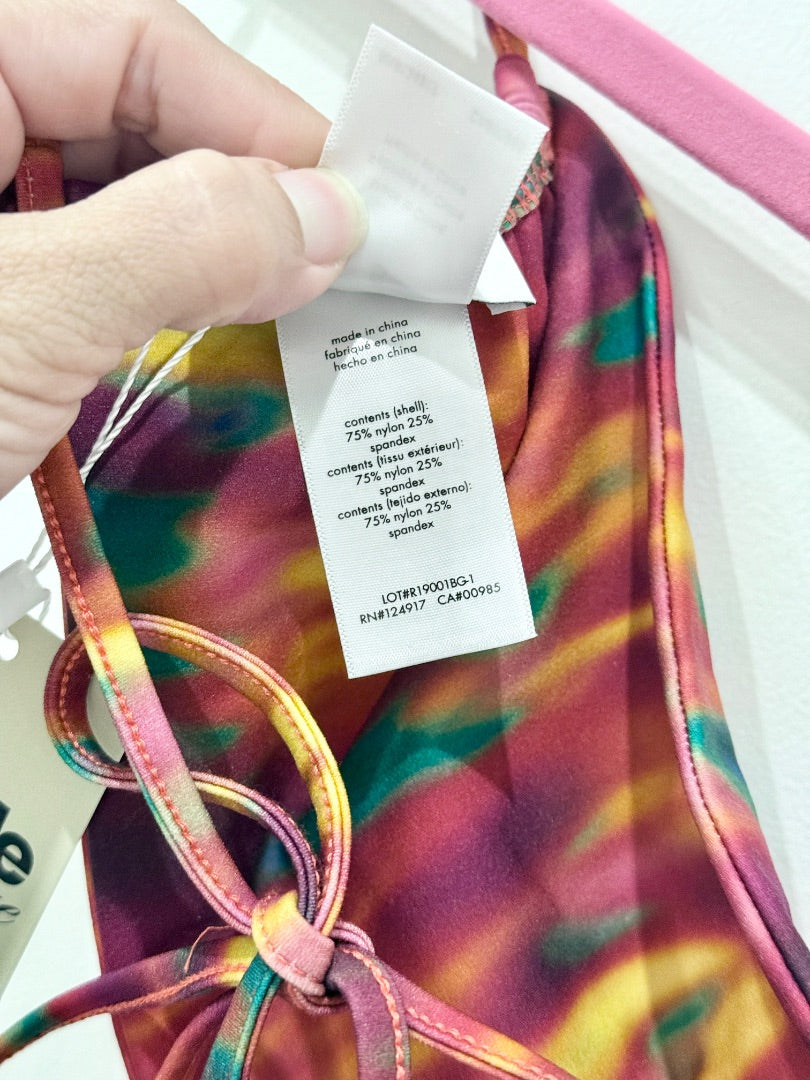 made in china
fabriqué en china
hecho en china
contents (shell):
75% nylon 25%
spandex
contents (tissu extérieur):
75% nylon 25%
spandex
contents (tejido externo):
75% nylon 25%
spandex
LOT#R19001BG-1
RN#124917 CA#00985